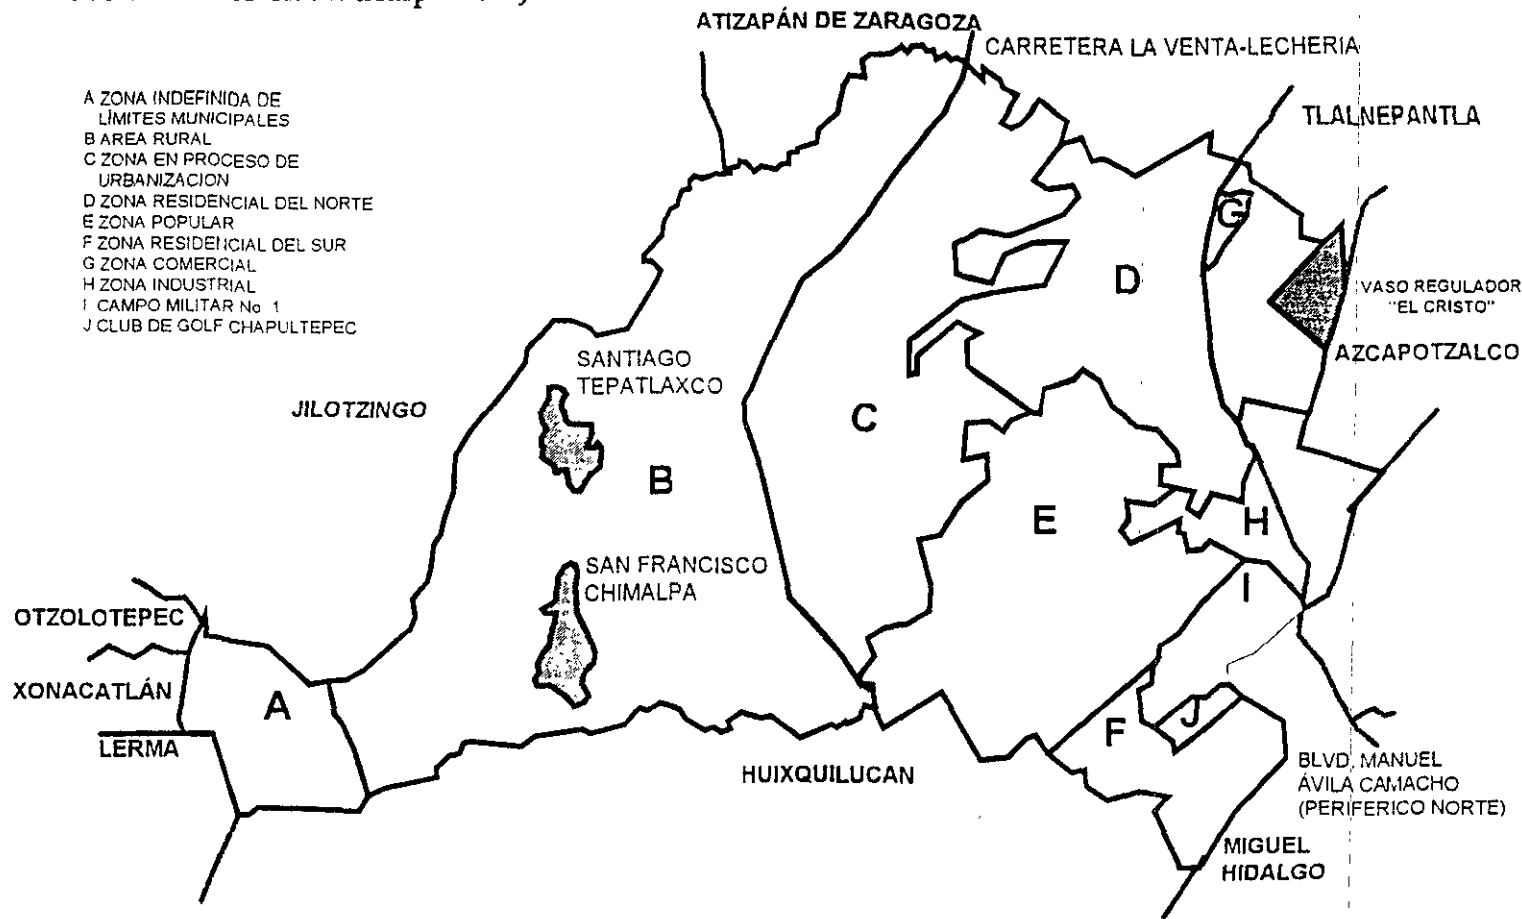 ATIZAPÁN DE ZARAGOZA
CARRETERA LA VENTA-LECHERIA
A ZONA INDEFINIDA DE
LÍMITES MUNICIPALES
B AREA RURAL
C ZONA EN PROCESO DE
URBANIZACION
D ZONA RESIDENCIAL DEL NORTE
E ZONA POPULAR
F ZONA RESIDENCIAL DEL SUR
G ZONA COMERCIAL
H ZONA INDUSTRIAL
I CAMPO MILITAR No 1
J CLUB DE GOLF CHAPULTEPEC
TLALNEPANTLA
G
D
VASO REGULADOR
"EL CRISTO"
AZCAPOTZALCO
SANTIAGO
TEPATLAXCO
JILOTZINGO
C
B
E
H
SAN FRANCISCO
CHIMALPA
I
OTZOLOTEPEC
XONACATLÁN
A
LERMA
J
F
HUIXQUILUCAN
BLVD. MANUEL
ÁVILA CAMACHO
(PERIFERICO NORTE)
MIGUEL
HIDALGO